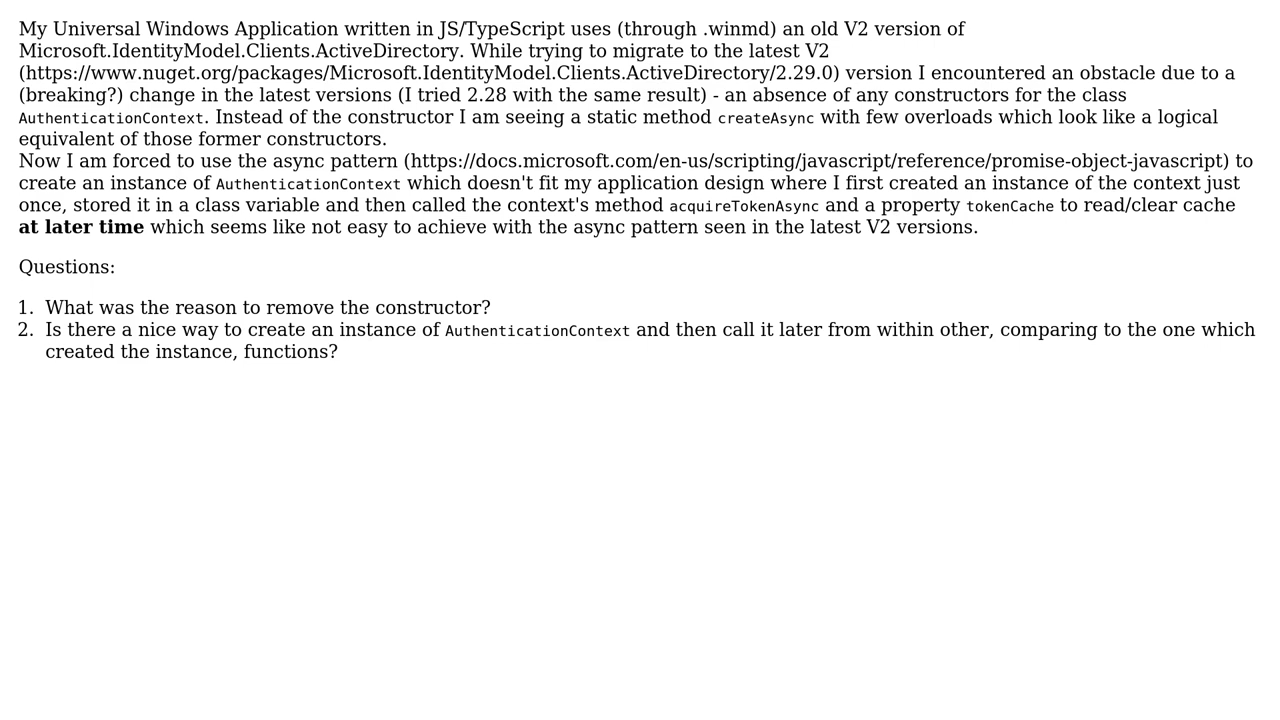 My Universal Windows Application written in JS/TypeScript uses (through .winmd) an old V2 version of
Microsoft.IdentityModel.Clients.ActiveDirectory. While trying to migrate to the latest V2
(https://www.nuget.org/packages/Microsoft.IdentityModel.Clients.ActiveDirectory/2.29.0) version I encountered an obstacle due to a
(breaking?) change in the latest versions (I tried 2.28 with the same result) - an absence of any constructors for the class
AuthenticationContext. Instead of the constructor I am seeing a static method createAsync with few overloads which look like a logical
equivalent of those former constructors.
Now I am forced to use the async pattern (https://docs.microsoft.com/en-us/scripting/javascript/reference/promise-object-javascript) to
create an instance of AuthenticationContext which doesn't fit my application design where I first created an instance of the context just
once, stored it in a class variable and then called the context's method acquireTokenAsync and a property tokenCache to read/clear cache
at later time which seems like not easy to achieve with the async pattern seen in the latest V2 versions.
Questions:
1. What was the reason to remove the constructor?
2. Is there a nice way to create an instance of AuthenticationContext and then call it later from within other, comparing to the one which
created the instance, functions?